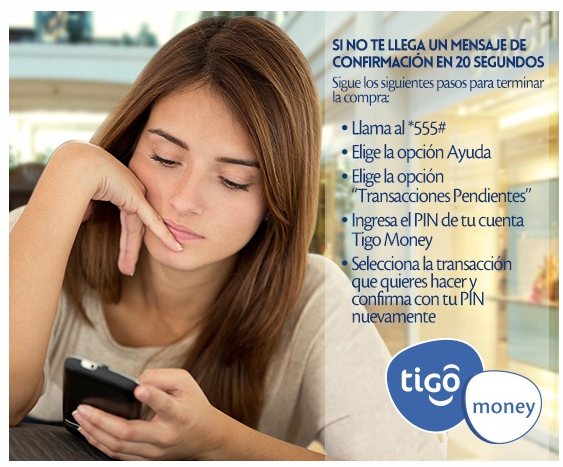 SI NO TE LLEGA UN MENSAJE DE
CONFIRMACIÓN EN 20 SEGUNDOS
Sigue los siguientes pasos para terminar
la compra:
• Llama al *555#
• Elige la opción Ayuda
• Elige la opción
“Transacciones Pendientes”
• Ingresa el PIN de tu cuenta
Tigo Money
• Selecciona la transacción
que quieres hacer y
confirma con tu PIN
nuevamente
tigo
money